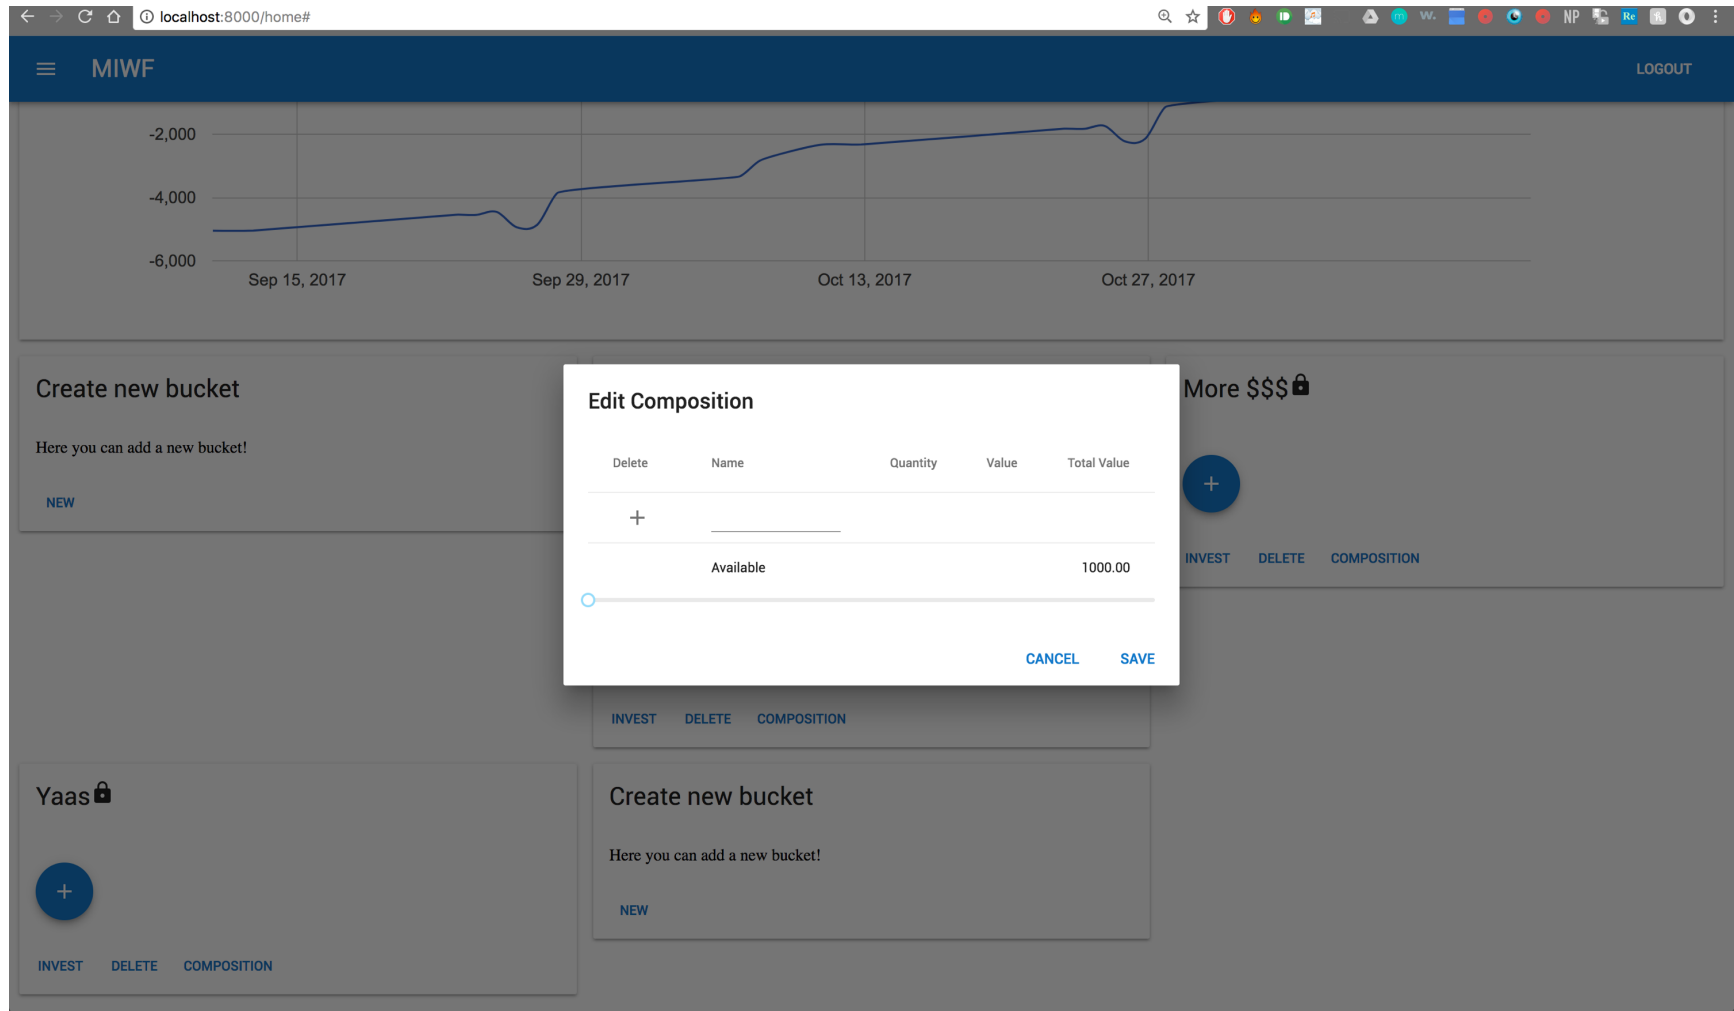 localhost:8000/home#
W.
NP
Re
MIWF
LOGOUT
-2,000
-4,000
-6,000
Sep 15, 2017
Sep 29, 2017
Oct 13, 2017
Oct 27, 2017
Create new bucket
Here you can add a new bucket!
NEW
Edit Composition
Delete Name Quantity Value Total Value
Available 1000.00
CANCEL SAVE
More $$$
INVEST DELETE COMPOSITION
INVEST DELETE COMPOSITION
Yaas
INVEST DELETE COMPOSITION
Create new bucket
Here you can add a new bucket!
NEW